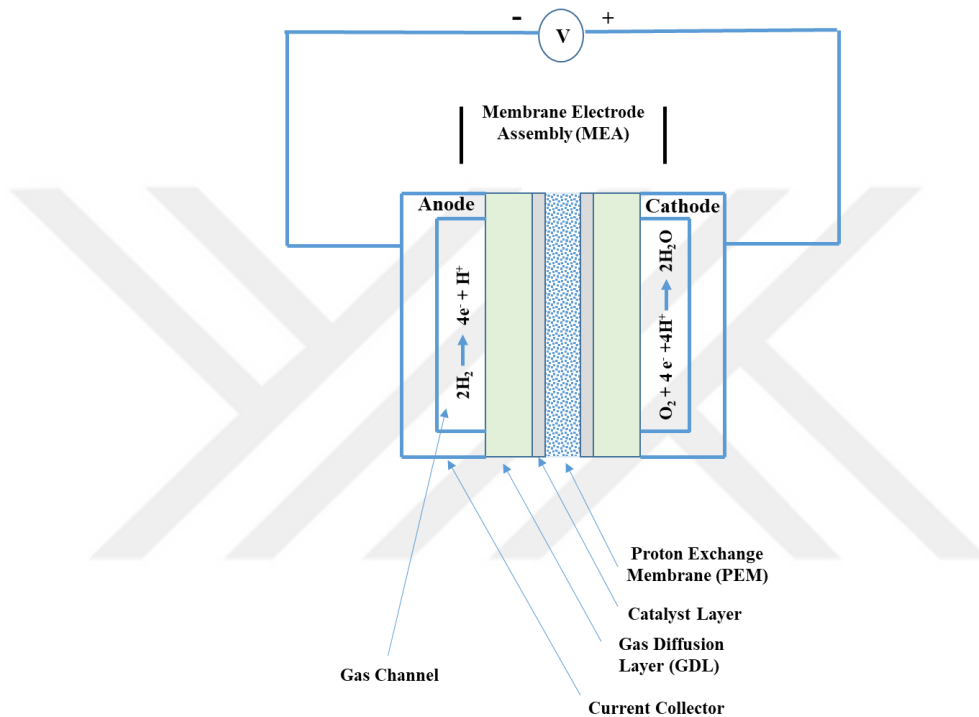 - +
V
Membrane Electrode
Assembly (MEA)
Anode
Cathode
2H₂ → 4e⁻ + H⁺
O₂ + 4 e⁻ +4H⁺ → 2H₂O
Proton Exchange
Membrane (PEM)
Catalyst Layer
Gas Diffusion
Layer (GDL)
Gas Channel
Current Collector